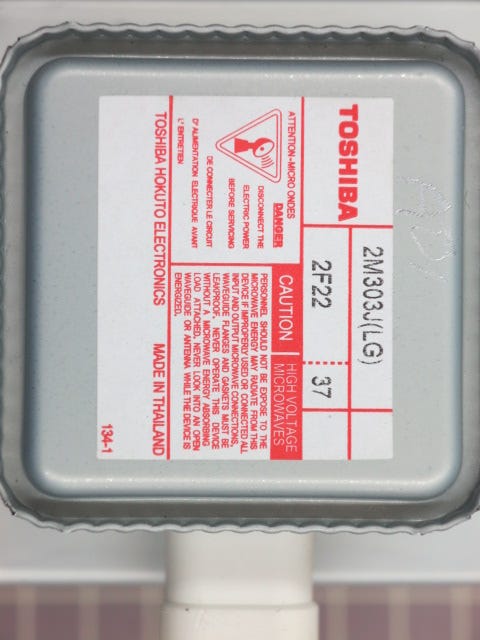 TOSHIBA
2M303J(LG)
2F22
37
ATTENTION-MICRO ONDES
DANGER
DISCONNECT THE
ELECTRIC POWER
BEFORE SERVICING
DE CONNECTER LE CIRCUIT
D'ALIMENTATION ELECTRIQUE AVANT
L'ENTRETIEN
CAUTION
HIGH VOLTAGE
MICROWAVES
PERSONNEL SHOULD NOT BE EXPOSE TO THE
MICROWAVE ENERGY MAY RADIATE FROM THIS
DEVICE IF IMPROPERLY USED OR CONNECTED ALL
INPUT AND OUTPUT MICROWAVE CONNECTIONS,
WAVEGUIDE FLANGES AND GASKETS MUST BE
LEAKPROOF. NEVER OPERATE THIS DEVICE
WITHOUT A MICROWAVE ENERGY ABSORBING
LOAD ATTACHED. NEVER LOOK INTO AN OPEN
WAVEGUIDE OR ANTENNA WHILE THE DEVICE IS
ENERGIZED.
TOSHIBA HOKUTO ELECTRONICS MADE IN THAILAND
134-1